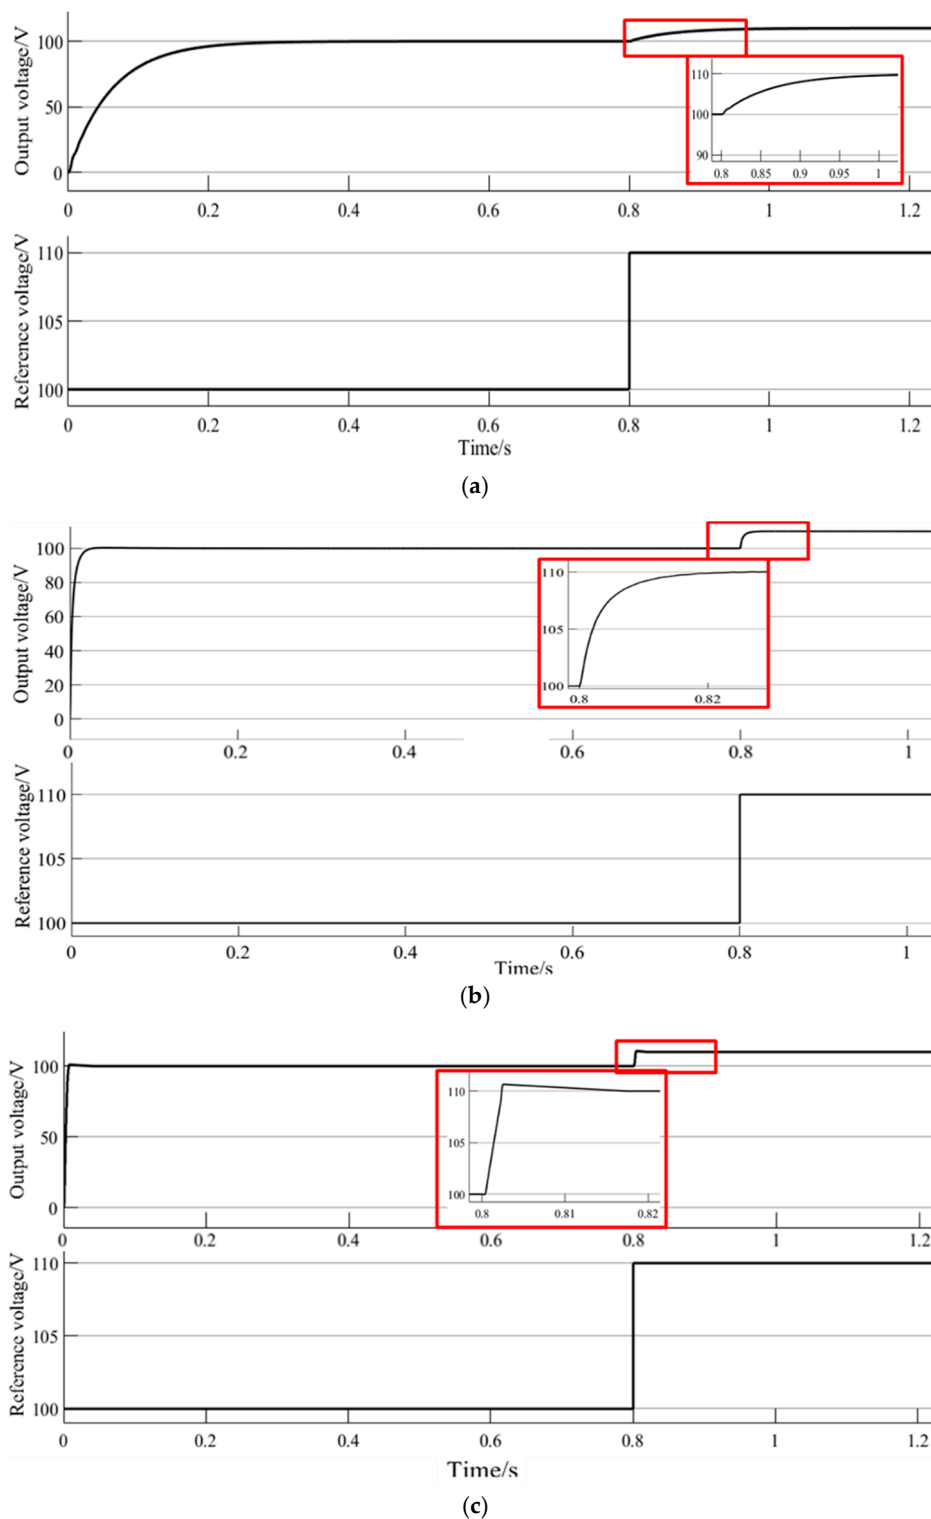 Output voltage/V
100
50
0
110
100
90
0.8 0.85 0.9 0.95 1
0 0.2 0.4 0.6 0.8 1 1.2
Reference voltage/V
110
105
100
0 0.2 0.4 0.6 0.8 1 1.2
Time/s
(a)
Output voltage/V
100
80
60
40
20
0
110
105
100
0.8 0.82
0 0.2 0.4 0.6 0.8 1
Reference voltage/V
110
105
100
0 0.2 0.4 0.6 0.8 1
Time/s
(b)
Output voltage/V
100
50
0
110
105
100
0.8 0.81 0.82
0 0.2 0.4 0.6 0.8 1 1.2
Reference voltage/V
110
105
100
0 0.2 0.4 0.6 0.8 1 1.2
Time/s
(c)